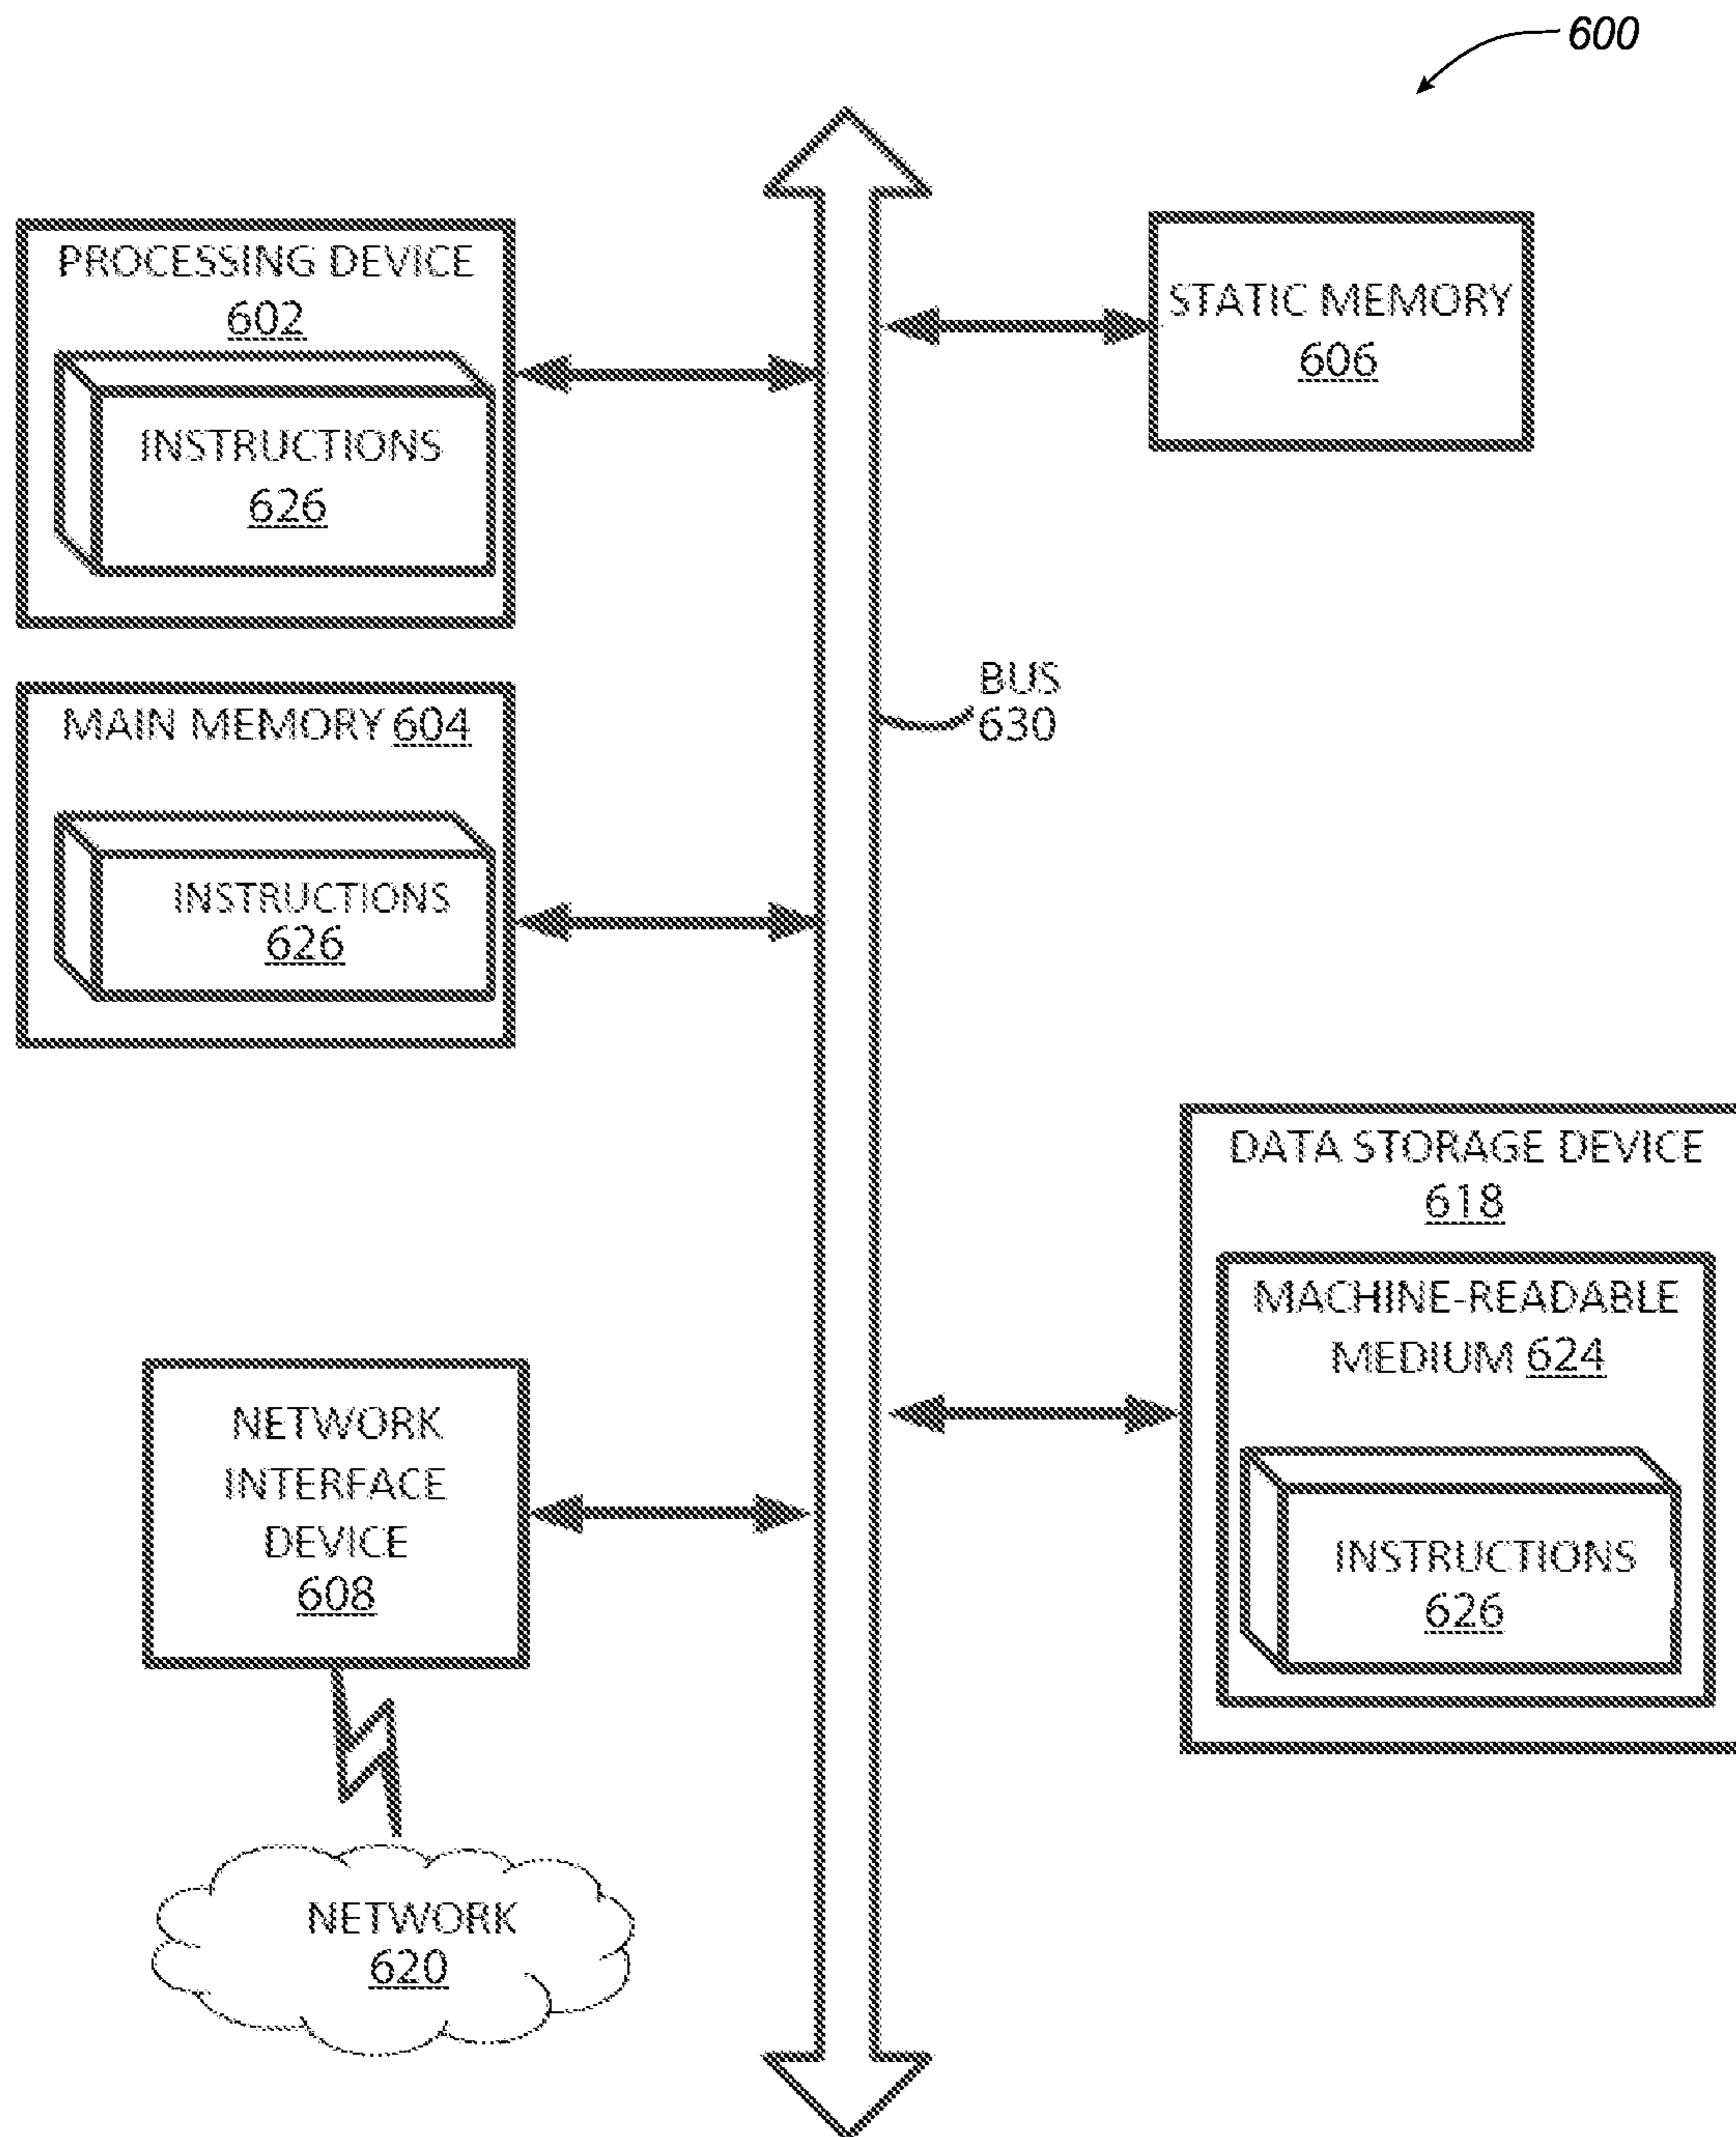 600
PROCESSING DEVICE
602
INSTRUCTIONS
626
STATIC MEMORY
606
BUS
630
MAIN MEMORY 604
INSTRUCTIONS
626
DATA STORAGE DEVICE
618
MACHINE-READABLE
MEDIUM 624
INSTRUCTIONS
626
NETWORK
INTERFACE
DEVICE
608
NETWORK
620